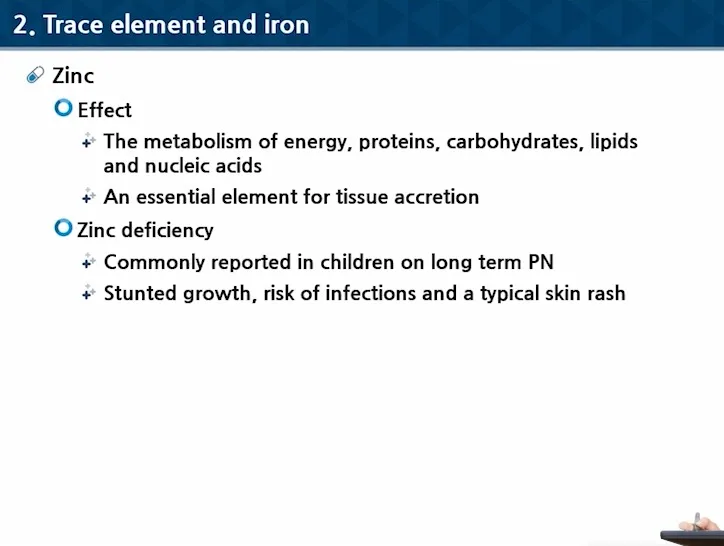 2. Trace element and iron
Zinc
Effect
The metabolism of energy, proteins, carbohydrates, lipids
and nucleic acids
An essential element for tissue accretion
Zinc deficiency
Commonly reported in children on long term PN
Stunted growth, risk of infections and a typical skin rash